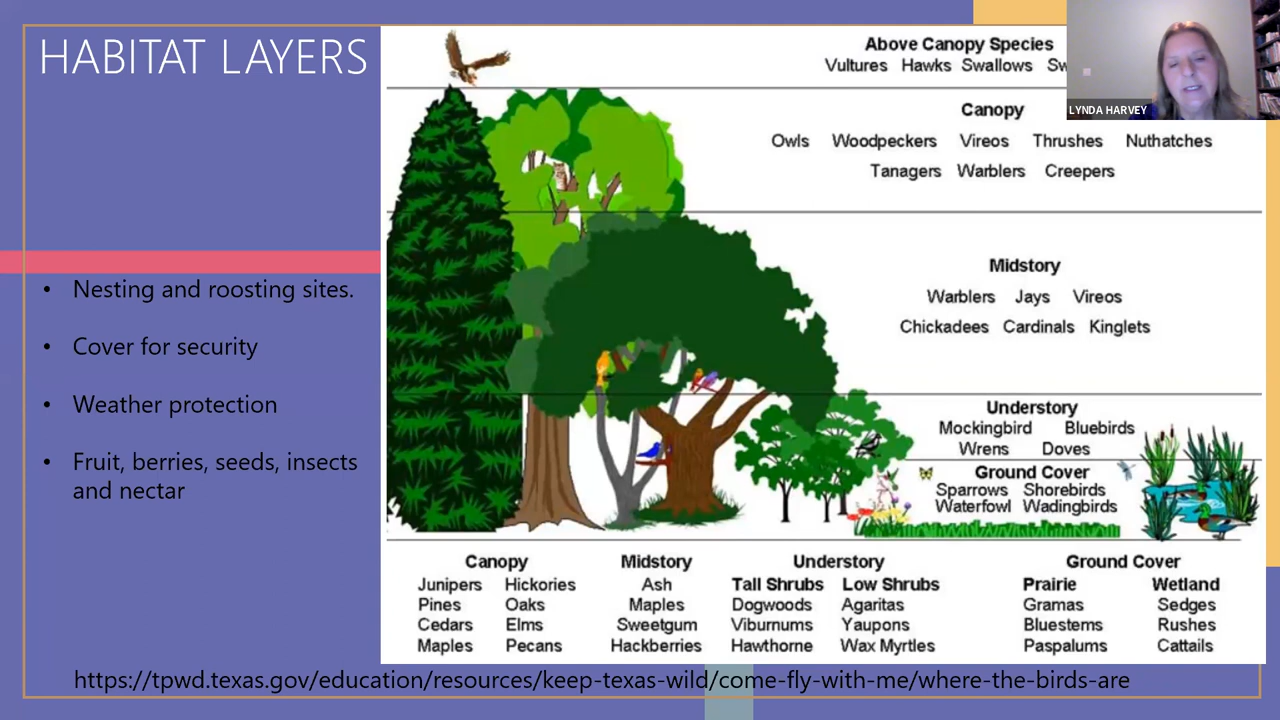 HABITAT LAYERS
• Nesting and roosting sites.
• Cover for security
• Weather protection
• Fruit, berries, seeds, insects
and nectar
Above Canopy Species
Vultures Hawks Swallows
LYNDA HARVEY
Canopy
Owls Woodpeckers Vireos Thrushes Nuthatches
Tanagers Warblers Creepers
Midstory
Warblers Jays Vireos
Chickadees Cardinals Kinglets
Understory
Mockingbird Bluebirds
Wrens Doves
Ground Cover
Sparrows Shorebirds
Waterfowl Wadingbirds
Canopy Midstory Understory Ground Cover
Junipers Hickories Ash Tall Shrubs Low Shrubs Prairie Wetland
Pines Oaks Maples Dogwoods Agaritas Gramas Sedges
Cedars Elms Sweetgum Viburnums Yaupons Bluestems Rushes
Maples Pecans Hackberries Hawthorne Wax Myrtles Paspalums Cattails
https://tpwd.texas.gov/education/resources/keep-texas-wild/come-fly-with-me/where-the-birds-are